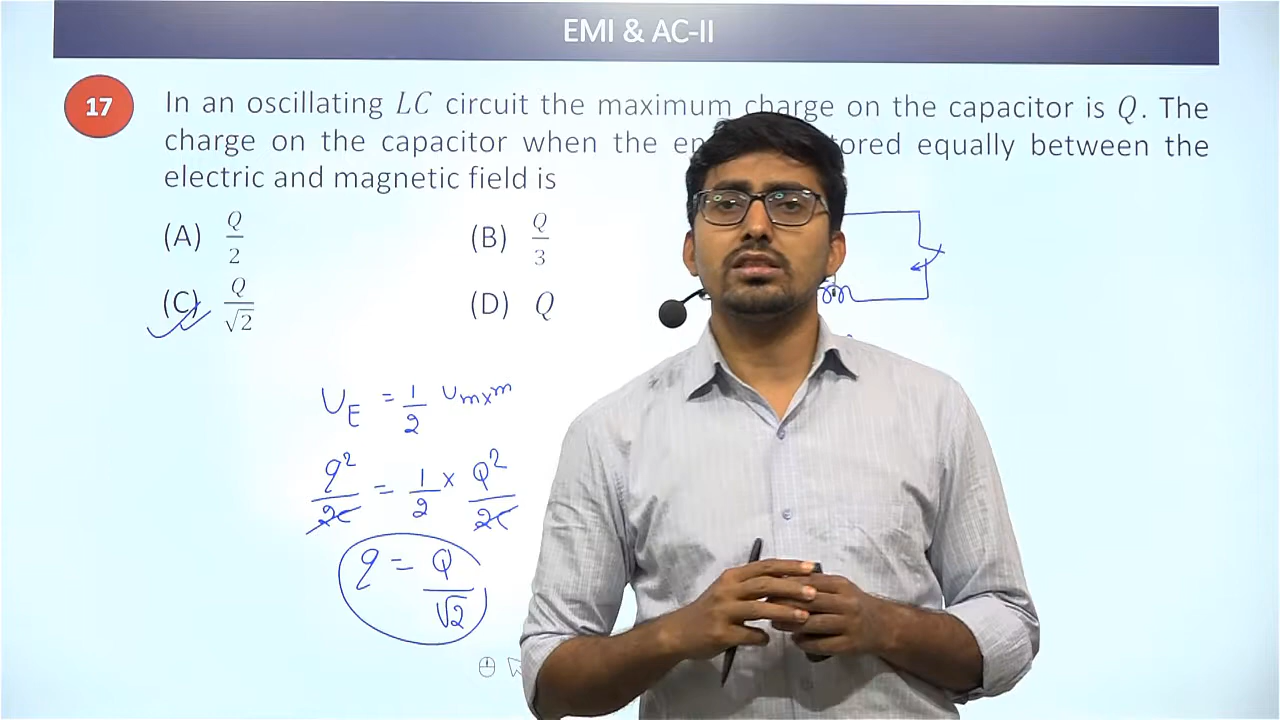 EMI & AC-II
17
In an oscillating LC circuit the maximum charge on the capacitor is Q. The
charge on the capacitor when the tored equally between the
electric and magnetic field is
(A) Q/2 (B) Q/3
(C) Q/√2 (D) Q
U_E = 1/2 U_mxm
q²/2c = 1/2 × Q²/2c
q = Q/√2